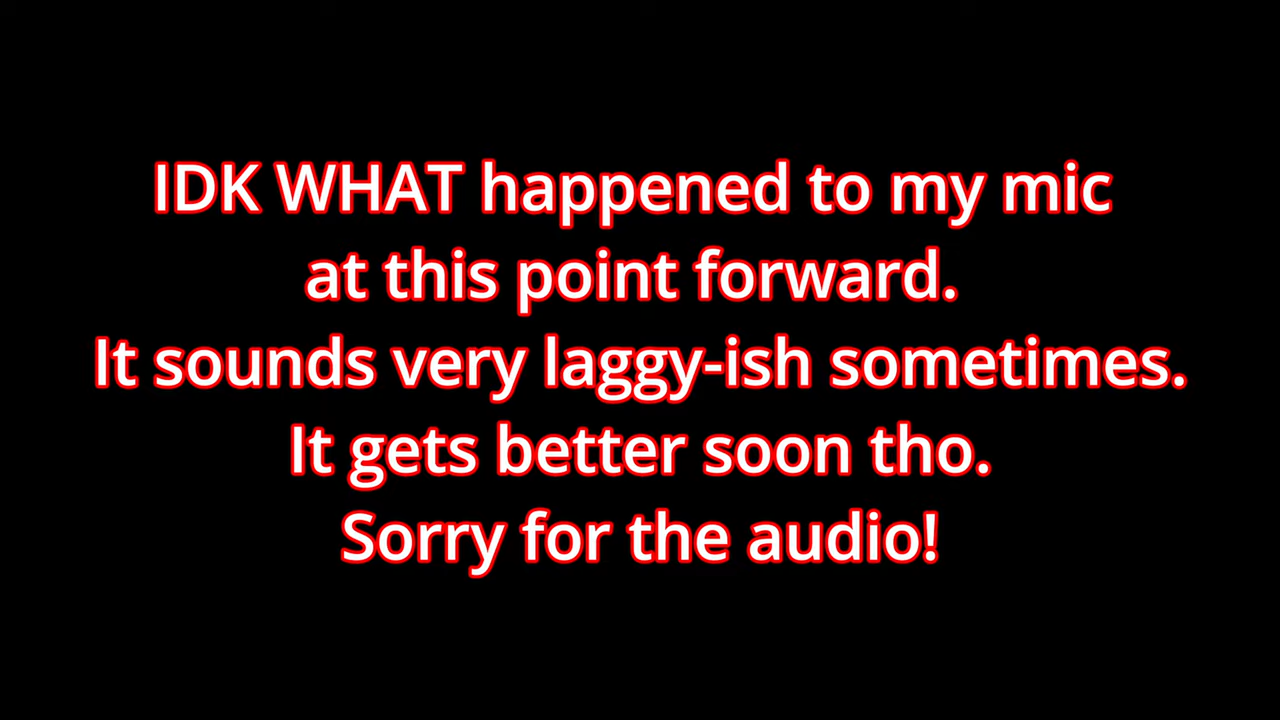 IDK WHAT happened to my mic
at this point forward.
It sounds very laggy-ish sometimes.
It gets better soon tho.
Sorry for the audio!